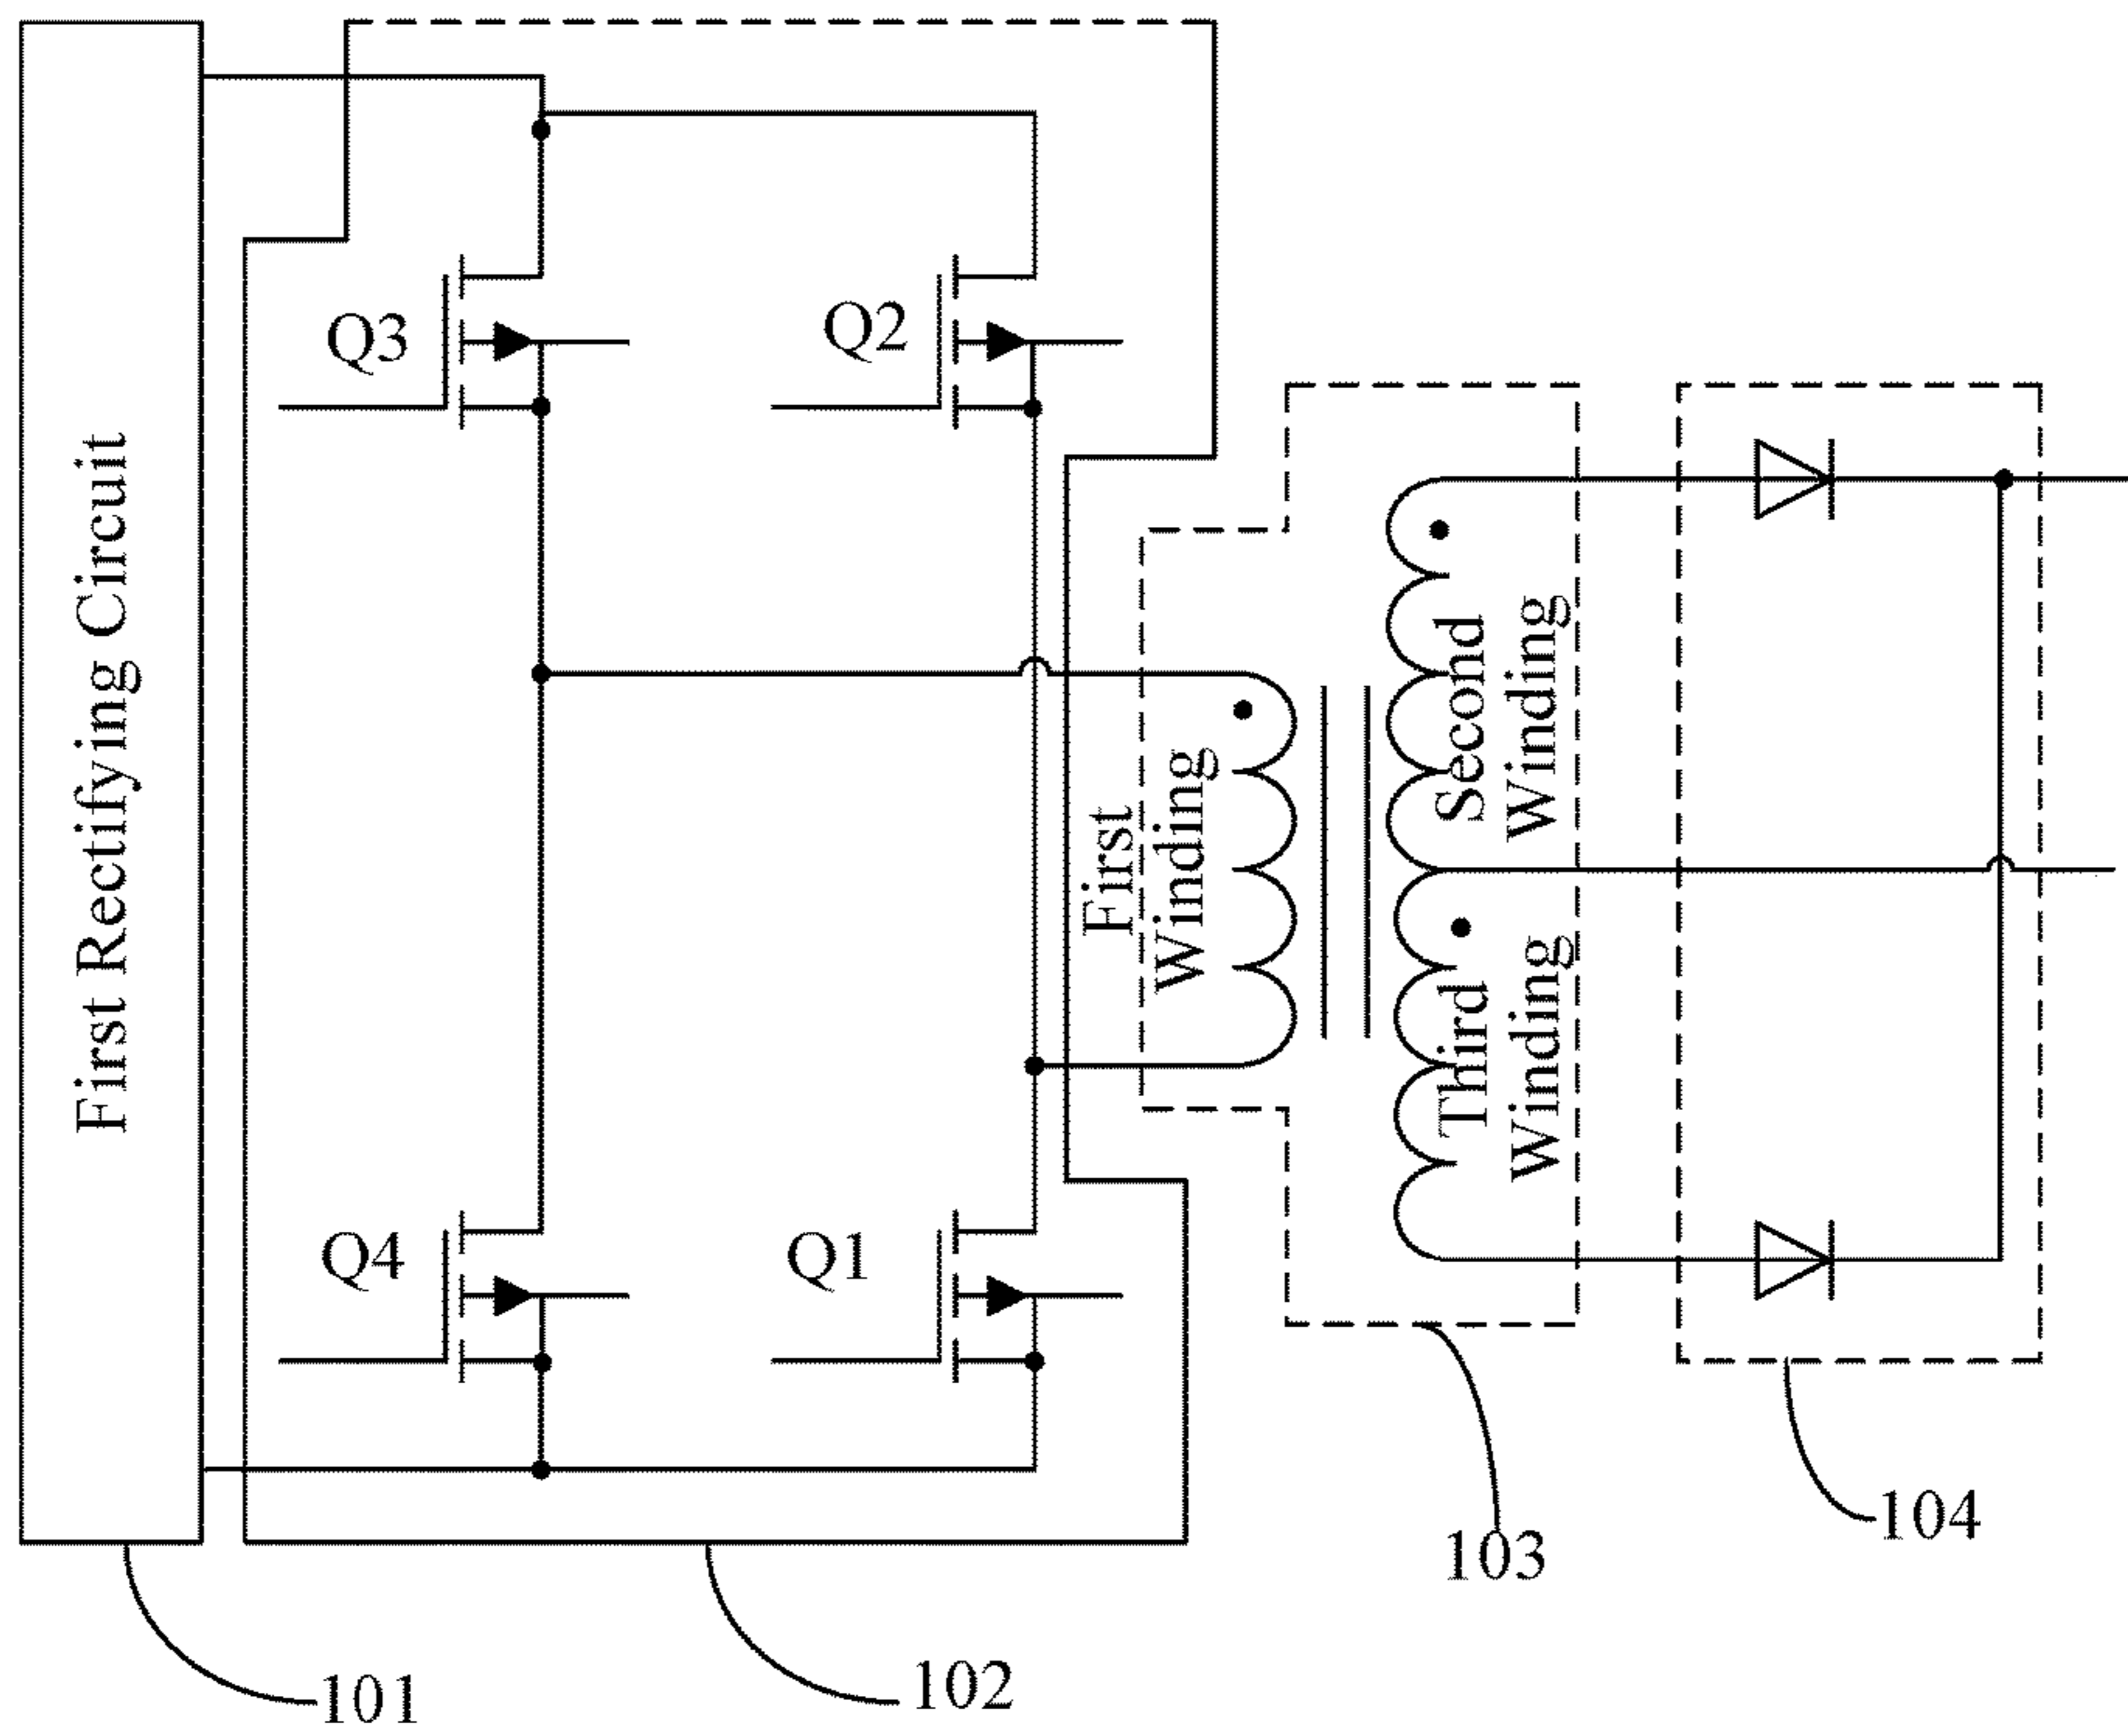 First Rectifying Circuit
Q3
Q2
First
Winding
Second
Winding
Third
Winding
Q4
Q1
101
102
103
104